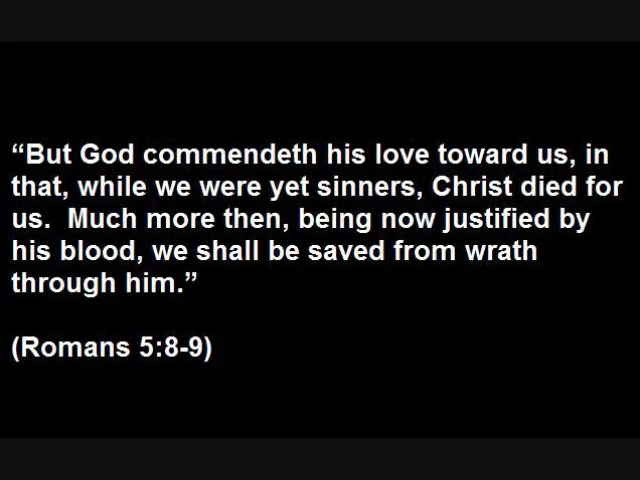 “But God commendeth his love toward us, in
that, while we were yet sinners, Christ died for
us.  Much more then, being now justified by
his blood, we shall be saved from wrath
through him.”
(Romans 5:8-9)